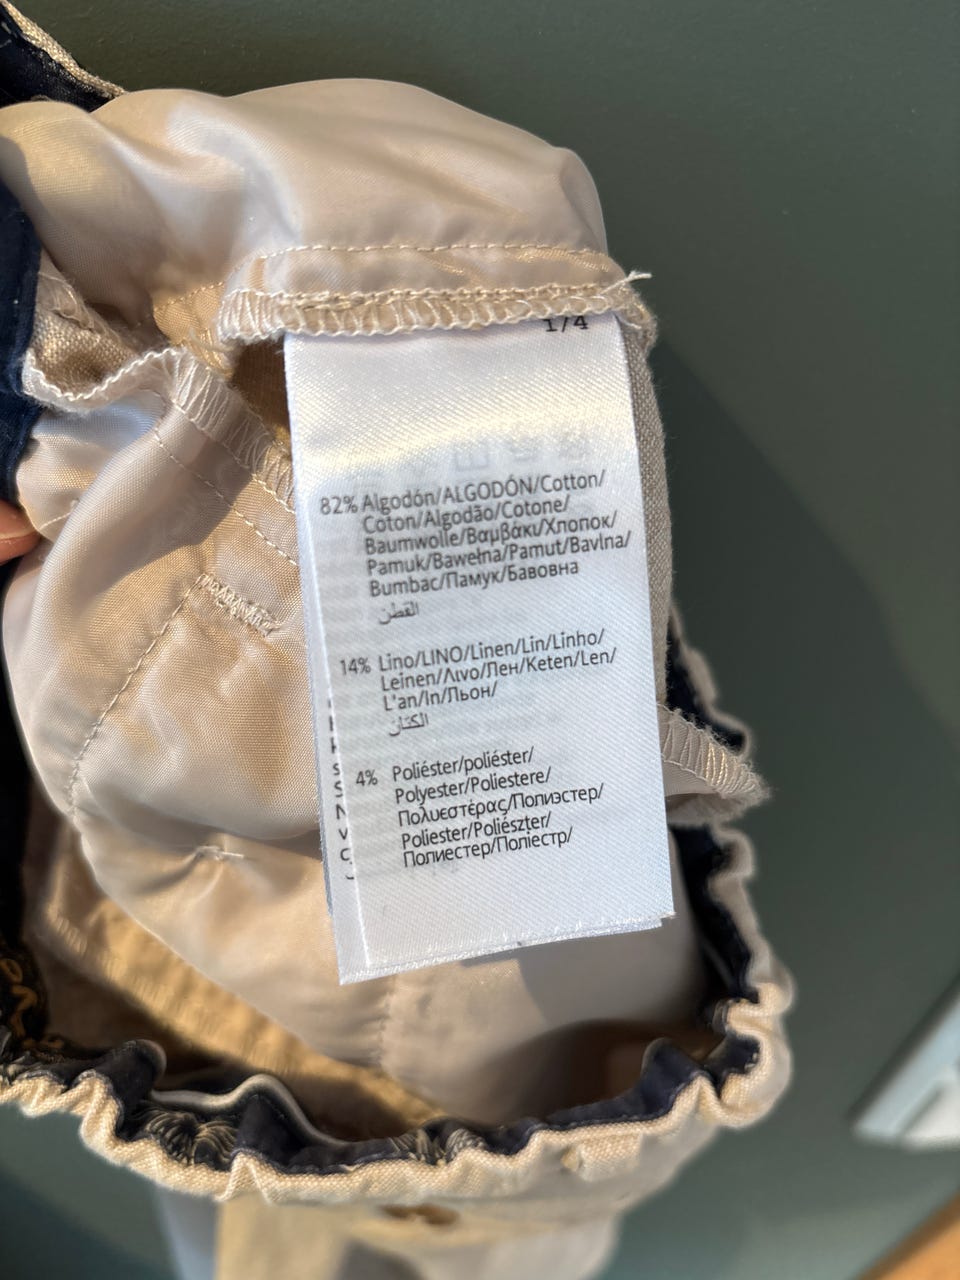 1/4
82% Algodón/ALGODÓN/Cotton/
Coton/Algodão/Cotone/
Baumwolle/Βαμβάκι/Хлопок/
Pamuk/Bawełna/Pamut/Bavlna/
Bumbac/Памук/Бавовна
القطن
14% Lino/LINO/Linen/Lin/Linho/
Leinen/Λινο/Лен/Keten/Len/
L'an/In/Льон/
الكتان
4% Poliéster/poliéster/
Polyester/Poliestere/
Πολυεστέρας/Полиэстер/
Poliester/Poliészter/
Полиестер/Поліестр/